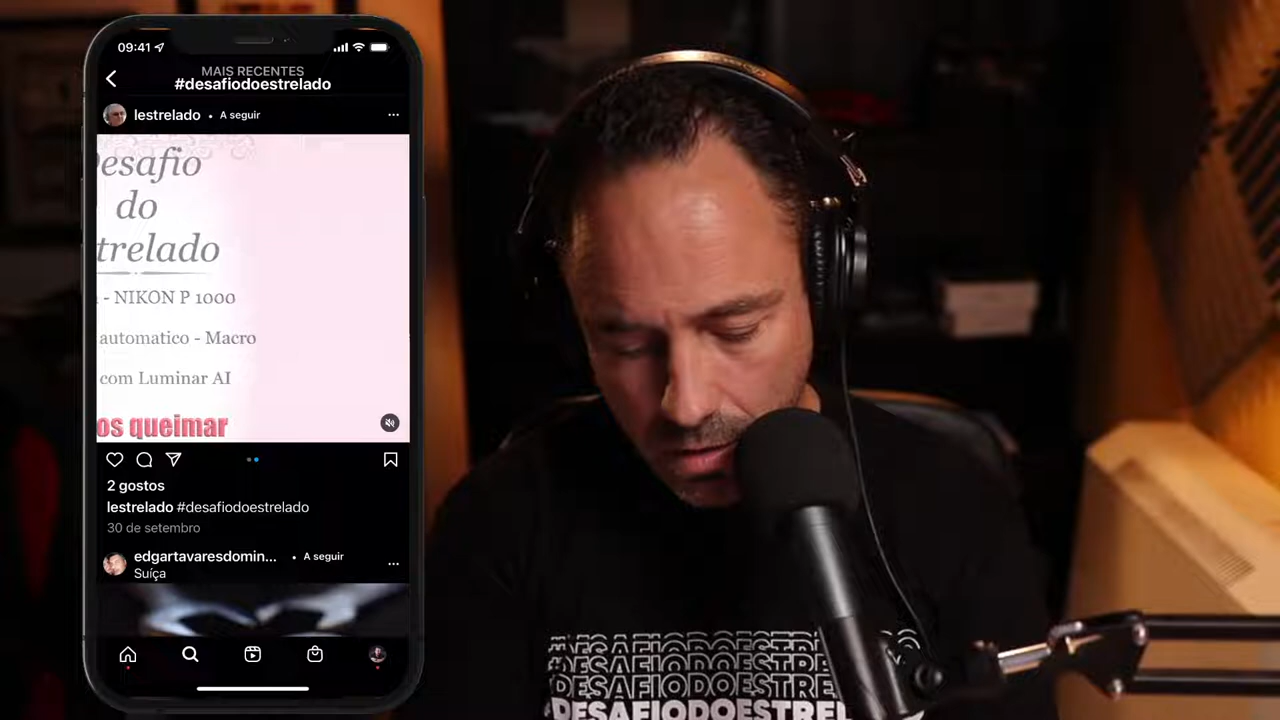 09:41
MAIS RECENTES
#desafiodoestrelado
lestrelado • A seguir
esafio
do
trelado
- NIKON P 1000
automatico - Macro
com Luminar AI
os queimar
2 gostos
lestrelado #desafiodoestrelado
30 de setembro
edgartavaresdomin... • A seguir
Suíça
#DESAFIODOESTRE
DESAFIODOESTRE
#DESAFIODOESTREL